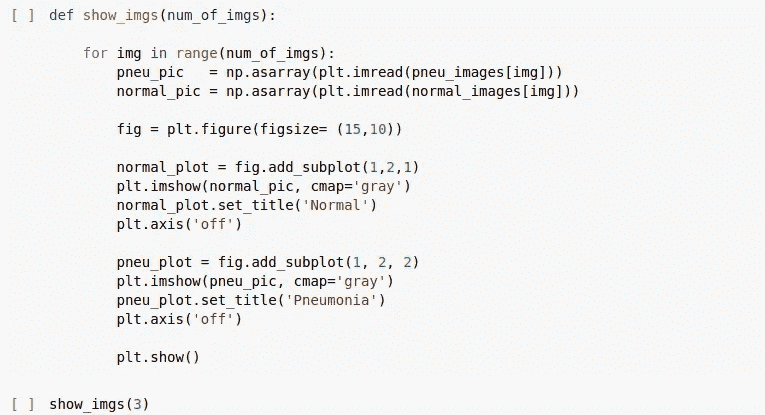 [ ] def show_imgs(num_of_imgs):
for img in range(num_of_imgs):
pneu_pic   = np.asarray(plt.imread(pneu_images[img]))
normal_pic = np.asarray(plt.imread(normal_images[img]))
fig = plt.figure(figsize= (15,10))
normal_plot = fig.add_subplot(1,2,1)
plt.imshow(normal_pic, cmap='gray')
normal_plot.set_title('Normal')
plt.axis('off')
pneu_plot = fig.add_subplot(1, 2, 2)
plt.imshow(pneu_pic, cmap='gray')
pneu_plot.set_title('Pneumonia')
plt.axis('off')
plt.show()
[ ] show_imgs(3)